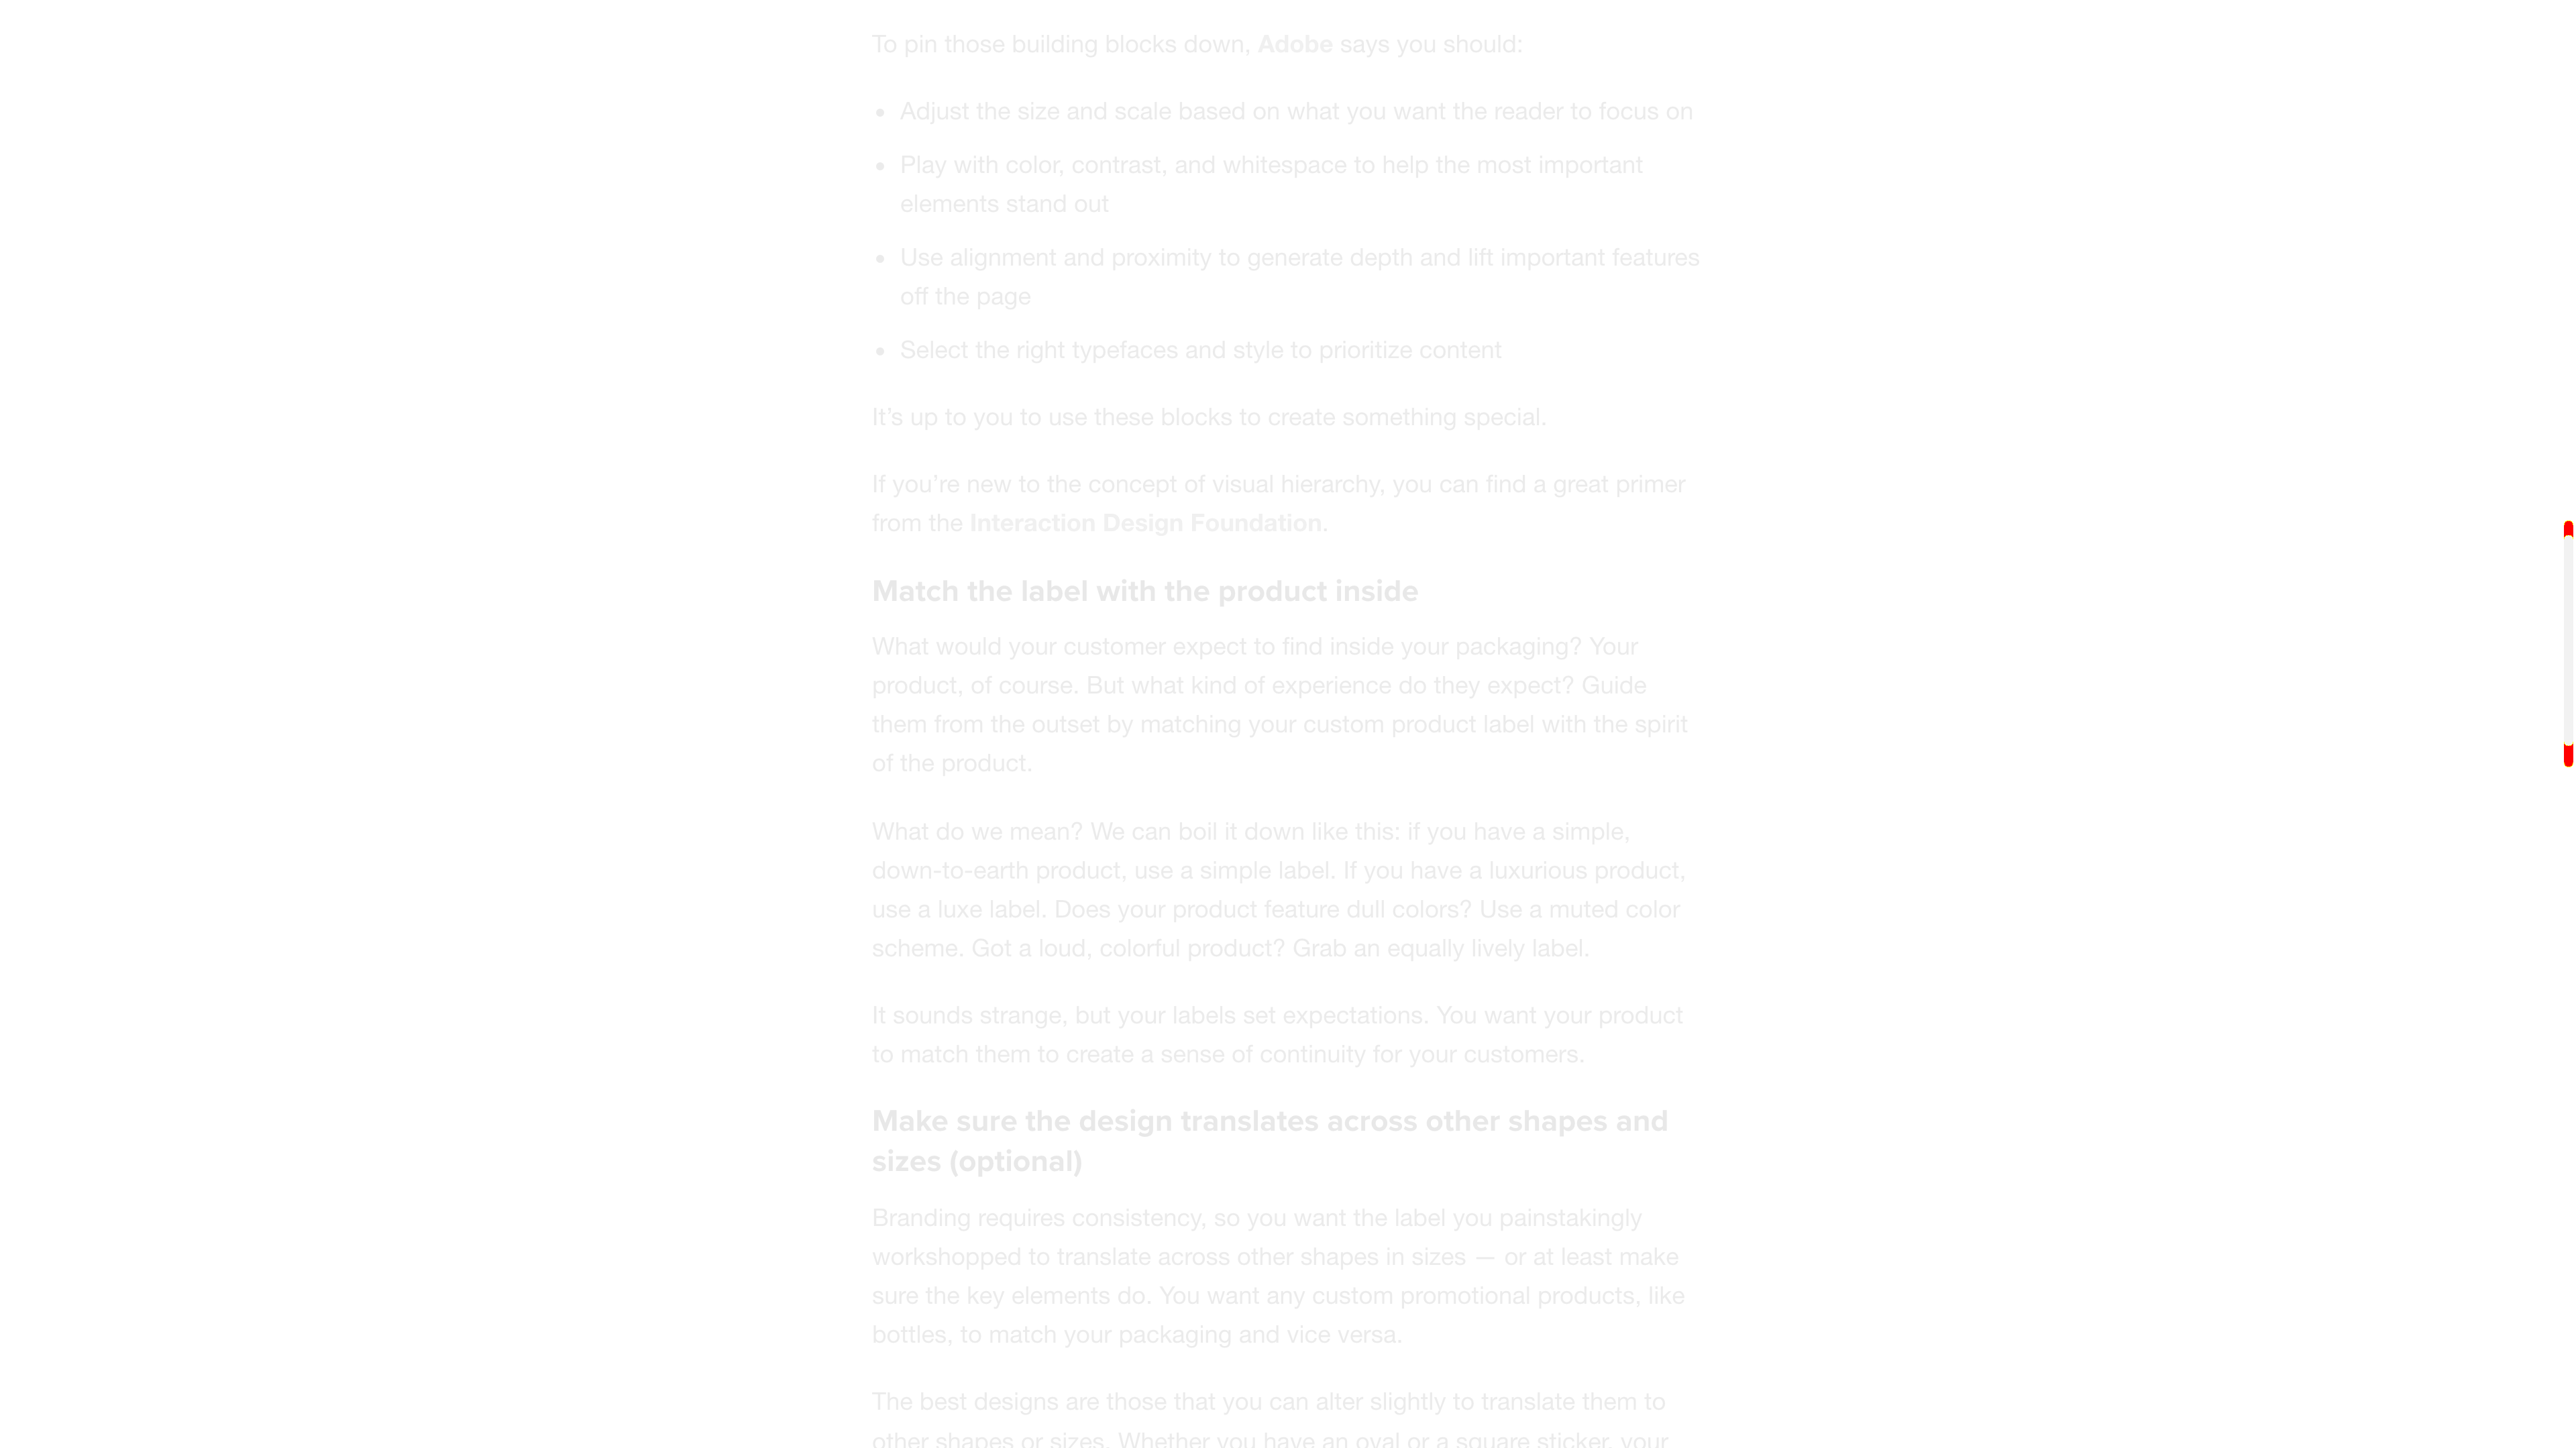 To pin those building blocks down, Adobe says you should:
• Adjust the size and scale based on what you want the reader to focus on
• Play with color, contrast, and whitespace to help the most important
elements stand out
• Use alignment and proximity to generate depth and lift important features
off the page
• Select the right typefaces and style to prioritize content
It’s up to you to use these blocks to create something special.
If you’re new to the concept of visual hierarchy, you can find a great primer
from the Interaction Design Foundation.
Match the label with the product inside
What would your customer expect to find inside your packaging? Your
product, of course. But what kind of experience do they expect? Guide
them from the outset by matching your custom product label with the spirit
of the product.
What do we mean? We can boil it down like this: if you have a simple,
down-to-earth product, use a simple label. If you have a luxurious product,
use a luxe label. Does your product feature dull colors? Use a muted color
scheme. Got a loud, colorful product? Grab an equally lively label.
It sounds strange, but your labels set expectations. You want your product
to match them to create a sense of continuity for your customers.
Make sure the design translates across other shapes and
sizes (optional)
Branding requires consistency, so you want the label you painstakingly
workshopped to translate across other shapes in sizes — or at least make
sure the key elements do. You want any custom promotional products, like
bottles, to match your packaging and vice versa.
The best designs are those that you can alter slightly to translate them to
other shapes or sizes. Whether you have an oval or a square sticker, your